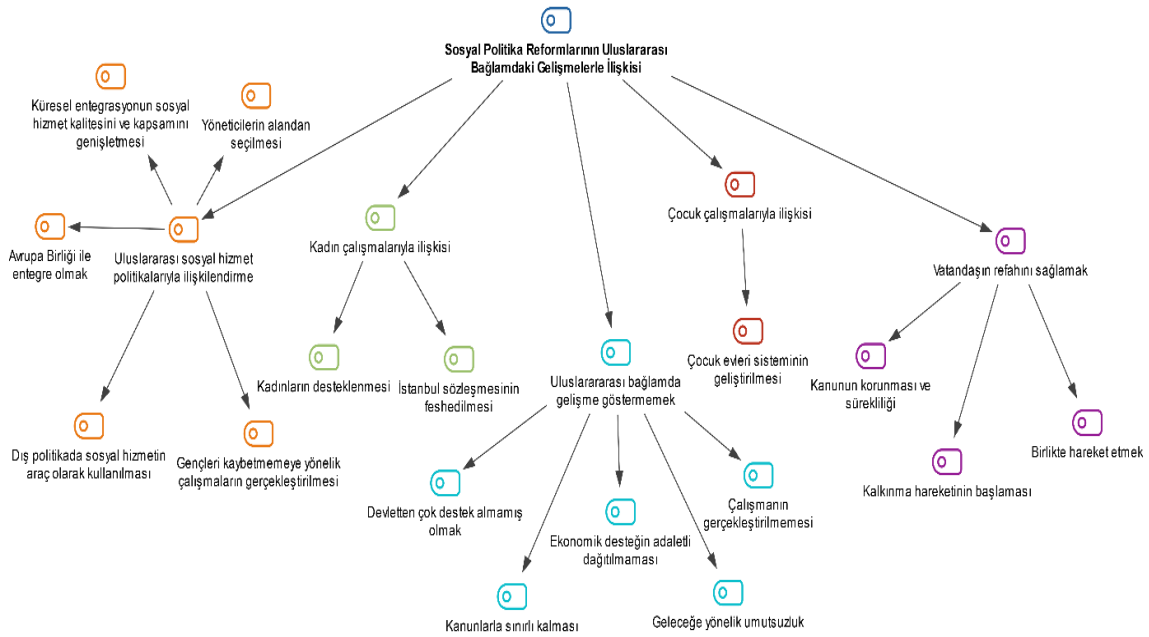 Sosyal Politika Reformlarının Uluslararası
Bağlamdaki Gelişmelerle İlişkisi
Küresel entegrasyonun sosyal
hizmet kalitesini ve kapsamını
genişletmesi
Yöneticilerin alandan
seçilmesi
Avrupa Birliği ile
entegre olmak
Uluslararası sosyal hizmet
politikalarıyla ilişkilendirme
Kadın çalışmalarıyla ilişkisi
Çocuk çalışmalarıyla ilişkisi
Vatandaşın refahını sağlamak
Kadınların desteklenmesi
İstanbul sözleşmesinin
feshedilmesi
Uluslarararası bağlamda
gelişme göstermemek
Çocuk evleri sisteminin
geliştirilmesi
Kanunun korunması ve
sürekliliği
Dış politikada sosyal hizmetin
araç olarak kullanılması
Gençleri kaybetmemeye yönelik
çalışmaların gerçekleştirilmesi
Birlikte hareket etmek
Kalkınma hareketinin başlaması
Devletten çok destek almamış
olmak
Ekonomik desteğin adaletli
dağıtılmaması
Çalışmanın
gerçekleştirilmemesi
Kanunlarla sınırlı kalması
Geleceğe yönelik umutsuzluk